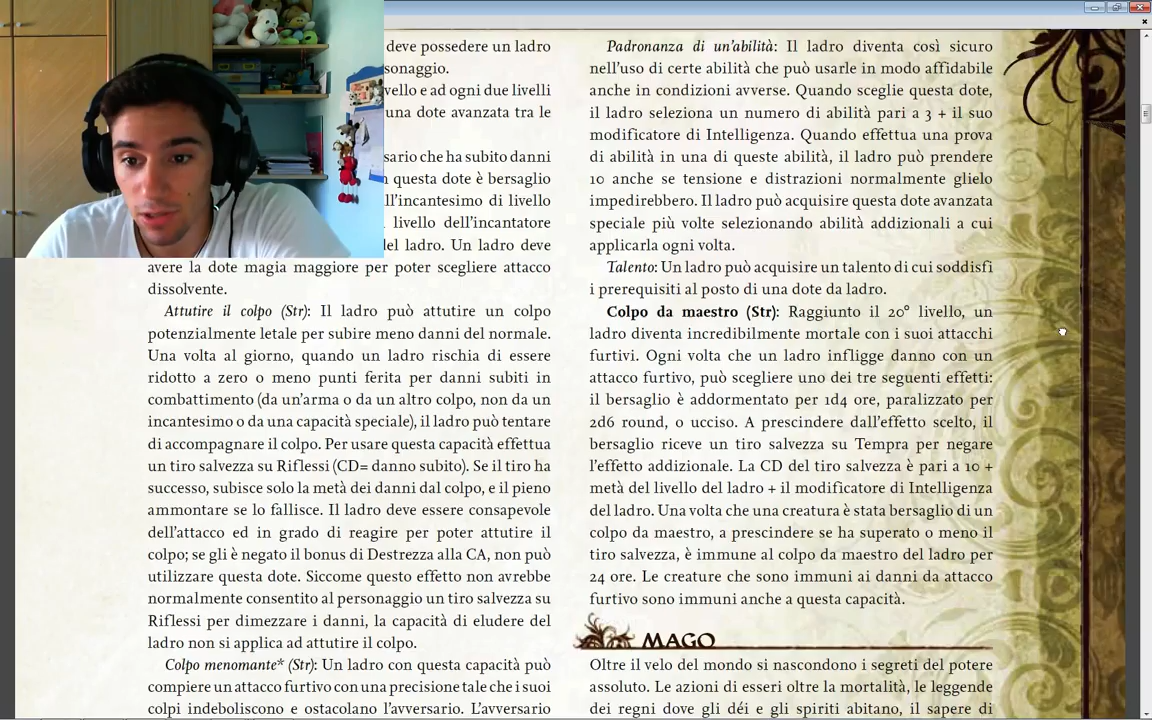 deve possedere un ladro
sonaggio.
vello e ad ogni due livelli
una dote avanzata tra le
sario che ha subito danni
questa dote è bersaglio
ll'incantesimo di livello
livello dell'incantatore
del ladro. Un ladro deve
avere la dote magia maggiore per poter scegliere attacco
dissolvente.
Attutire il colpo (Str): Il ladro può attutire un colpo
potenzialmente letale per subire meno danni del normale.
Una volta al giorno, quando un ladro rischia di essere
ridotto a zero o meno punti ferita per danni subiti in
combattimento (da un'arma o da un altro colpo, non da un
incantesimo o da una capacità speciale), il ladro può tentare
di accompagnare il colpo. Per usare questa capacità effettua
un tiro salvezza su Riflessi (CD= danno subito). Se il tiro ha
successo, subisce solo la metà dei danni dal colpo, e il pieno
ammontare se lo fallisce. Il ladro deve essere consapevole
dell'attacco ed in grado di reagire per poter attutire il
colpo; se gli è negato il bonus di Destrezza alla CA, non può
utilizzare questa dote. Siccome questo effetto non avrebbe
normalmente consentito al personaggio un tiro salvezza su
Riflessi per dimezzare i danni, la capacità di eludere del
ladro non si applica ad attutire il colpo.
Colpo menomante* (Str): Un ladro con questa capacità può
compiere un attacco furtivo con una precisione tale che i suoi
colpi indeboliscono e ostacolano l'avversario. L'avversario
Padronanza di un'abilità: Il ladro diventa così sicuro
nell'uso di certe abilità che può usarle in modo affidabile
anche in condizioni avverse. Quando sceglie questa dote,
il ladro seleziona un numero di abilità pari a 3 + il suo
modificatore di Intelligenza. Quando effettua una prova
di abilità in una di queste abilità, il ladro può prendere
10 anche se tensione e distrazioni normalmente glielo
impedirebbero. Il ladro può acquisire questa dote avanzata
speciale più volte selezionando abilità addizionali a cui
applicarla ogni volta.
Talento: Un ladro può acquisire un talento di cui soddisfi
i prerequisiti al posto di una dote da ladro.
Colpo da maestro (Str): Raggiunto il 20° livello, un
ladro diventa incredibilmente mortale con i suoi attacchi
furtivi. Ogni volta che un ladro infligge danno con un
attacco furtivo, può scegliere uno dei tre seguenti effetti:
il bersaglio è addormentato per 1d4 ore, paralizzato per
2d6 round, o ucciso. A prescindere dall'effetto scelto, il
bersaglio riceve un tiro salvezza su Tempra per negare
l'effetto addizionale. La CD del tiro salvezza è pari a 10 +
metà del livello del ladro + il modificatore di Intelligenza
del ladro. Una volta che una creatura è stata bersaglio di un
colpo da maestro, a prescindere se ha superato o meno il
tiro salvezza, è immune al colpo da maestro del ladro per
24 ore. Le creature che sono immuni ai danni da attacco
furtivo sono immuni anche a questa capacità.
MAGO
Oltre il velo del mondo si nascondono i segreti del potere
assoluto. Le azioni di esseri oltre la mortalità, le leggende
dei regni dove gli déi e gli spiriti abitano, il sapere di